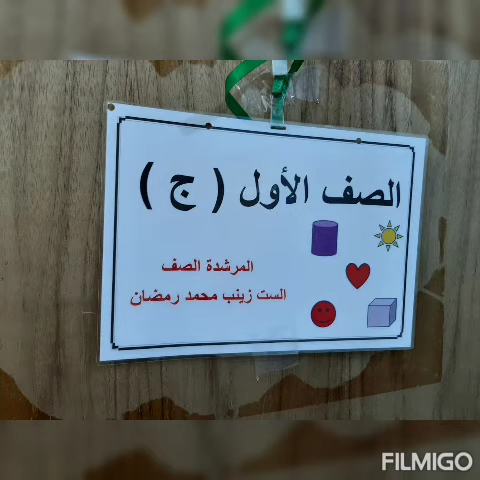 الصف الأول ( ج )
المرشدة الصف
الست زينب محمد رمضان
FILMIGO